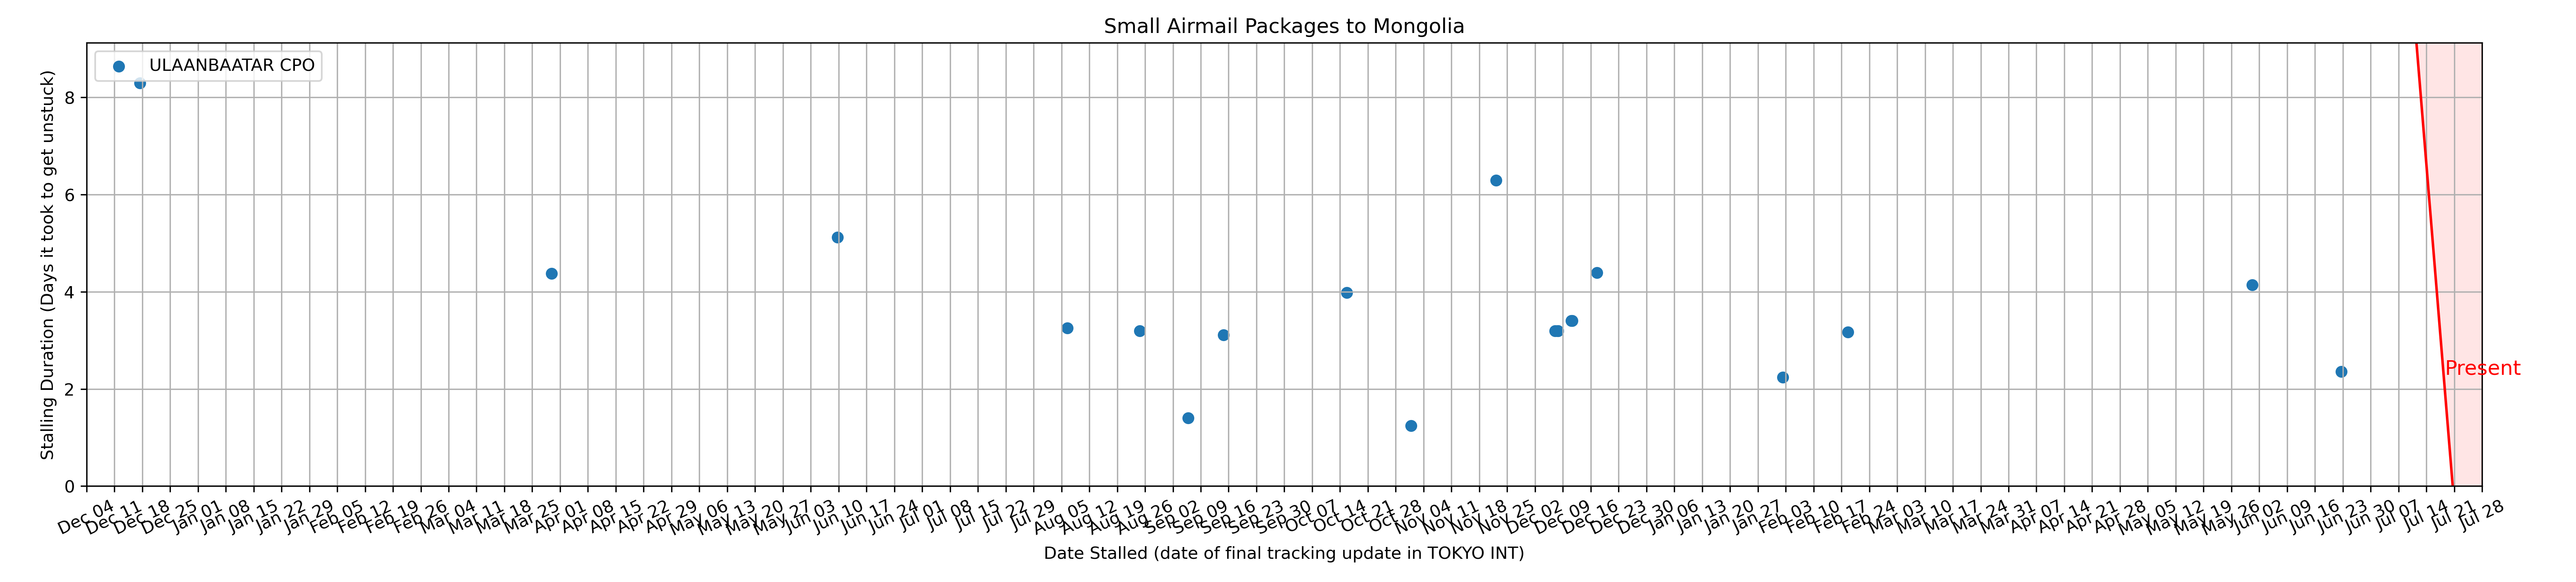 Small Airmail Packages to Mongolia
ULAANBAATAR CPO
Stalling Duration (Days it took to get unstuck)
8
6
4
2
0
Present
Dec 04
Dec 11
Dec 18
Dec 25
Jan 01
Jan 08
Jan 15
Jan 22
Jan 29
Feb 05
Feb 12
Feb 19
Feb 26
Mar 04
Mar 11
Mar 18
Mar 25
Apr 01
Apr 08
Apr 15
Apr 22
Apr 29
May 06
May 13
May 20
May 27
Jun 03
Jun 10
Jun 17
Jun 24
Jul 01
Jul 08
Jul 15
Jul 22
Jul 29
Aug 05
Aug 12
Aug 19
Aug 26
Sep 02
Sep 09
Sep 16
Sep 23
Sep 30
Oct 07
Oct 14
Oct 21
Oct 28
Nov 04
Nov 11
Nov 18
Nov 25
Dec 02
Dec 09
Dec 16
Dec 23
Dec 30
Jan 06
Jan 13
Jan 20
Jan 27
Feb 03
Feb 10
Feb 17
Feb 24
Mar 03
Mar 10
Mar 17
Mar 24
Mar 31
Apr 07
Apr 14
Apr 21
Apr 28
May 05
May 12
May 19
May 26
Jun 02
Jun 09
Jun 16
Jun 23
Jun 30
Jul 07
Jul 14
Jul 21
Jul 28
Date Stalled (date of final tracking update in TOKYO INT)